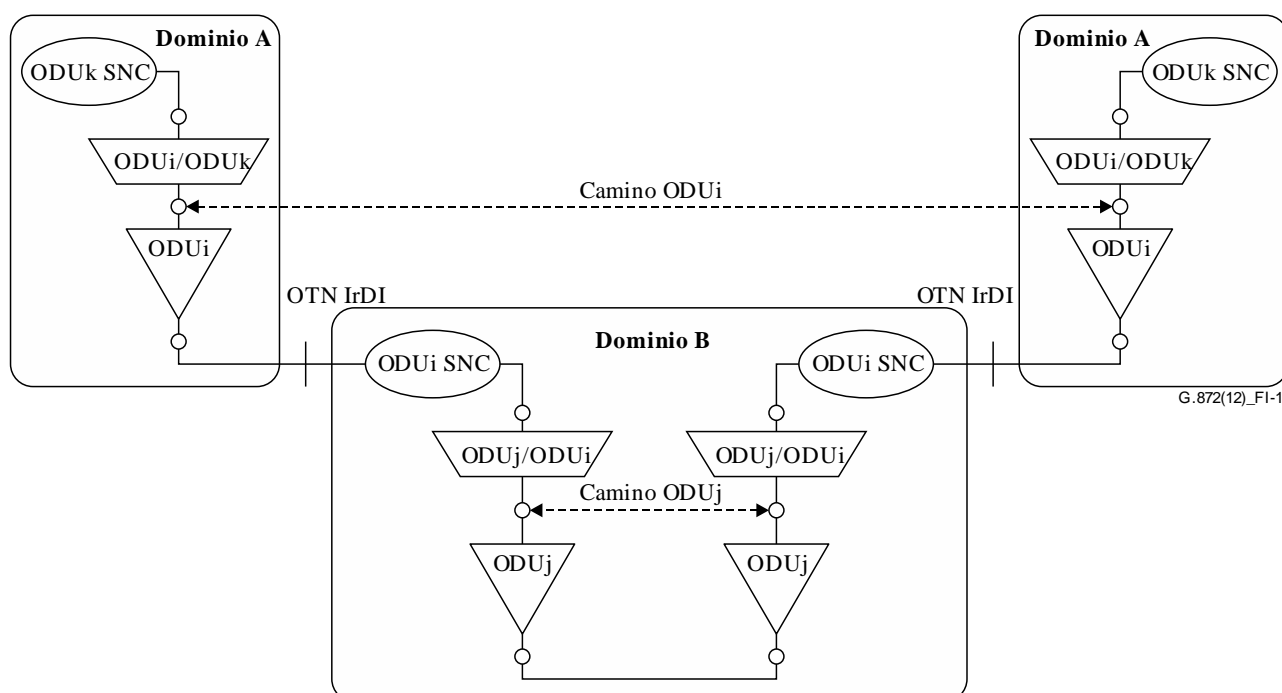 Dominio A
Dominio A
ODUk SNC
ODUk SNC
ODUi/ODUk
ODUi/ODUk
Camino ODUi
ODUi
ODUi
OTN IrDI
OTN IrDI
Dominio B
ODUi SNC
ODUi SNC
G.872(12)_FI-1
ODUj/ODUi
ODUj/ODUi
Camino ODUj
ODUj
ODUj